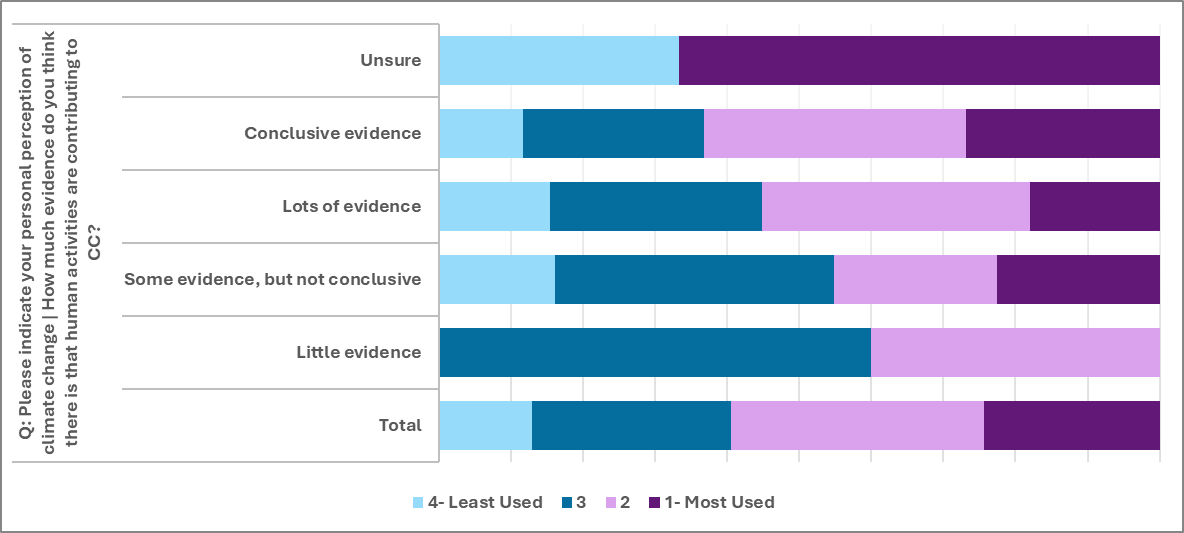 Q: Please indicate your personal perception of
climate change | How much evidence do you think
there is that human activities are contributing to
CC?
Unsure
Conclusive evidence
Lots of evidence
Some evidence, but not conclusive
Little evidence
Total
4- Least Used 3 2 1- Most Used